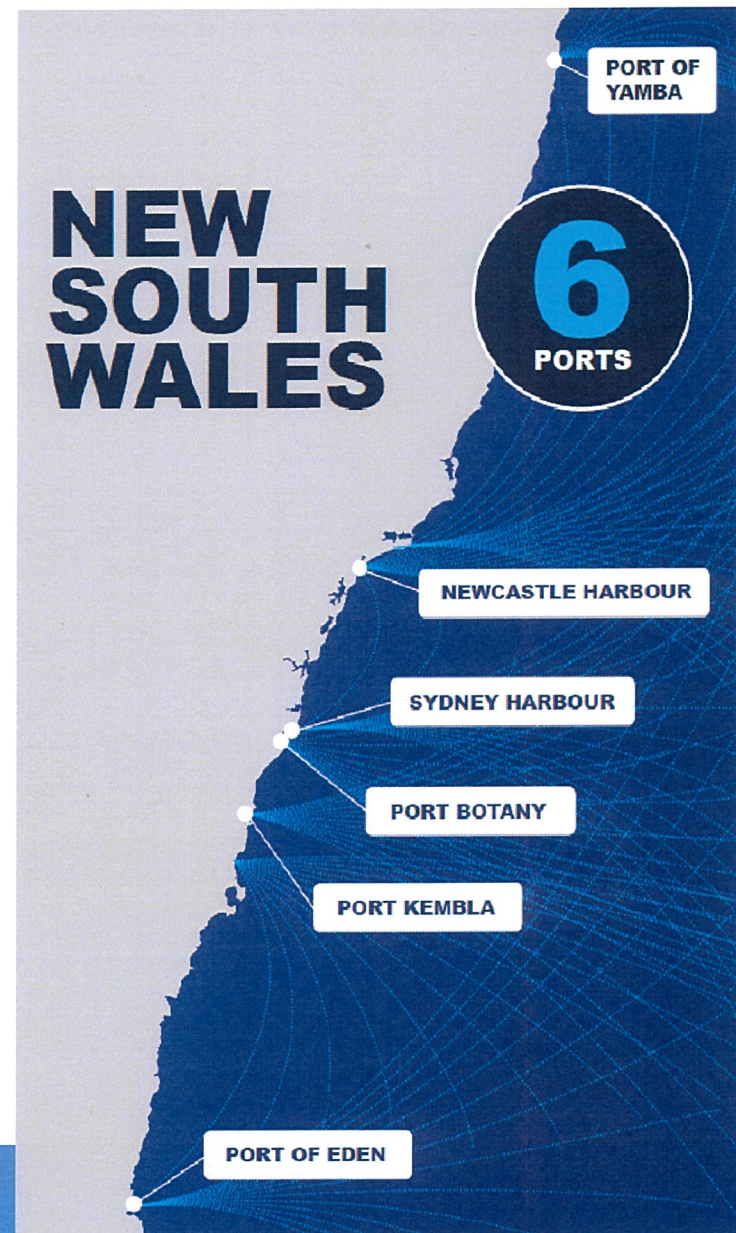 PORT OF
YAMBA
NEW
SOUTH
WALES
6
PORTS
NEWCASTLE HARBOUR
SYDNEY HARBOUR
PORT BOTANY
PORT KEMBLA
PORT OF EDEN